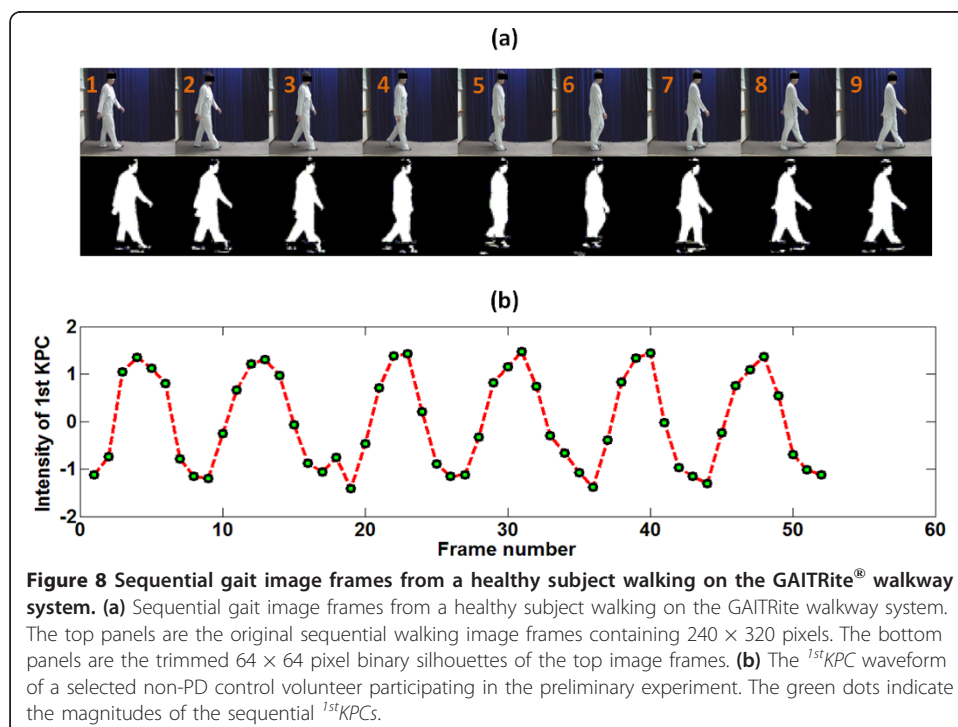 (a)
1 2 3 4 5 6 7 8 9
(b)
Intensity of 1st KPC
2
1
0
-1
-2
0 10 20 30 40 50 60
Frame number
Figure 8 Sequential gait image frames from a healthy subject walking on the GAITRite® walkway
system. (a) Sequential gait image frames from a healthy subject walking on the GAITRite walkway system.
The top panels are the original sequential walking image frames containing 240 × 320 pixels. The bottom
panels are the trimmed 64 × 64 pixel binary silhouettes of the top image frames. (b) The 1stKPC waveform
of a selected non-PD control volunteer participating in the preliminary experiment. The green dots indicate
the magnitudes of the sequential 1stKPCs.